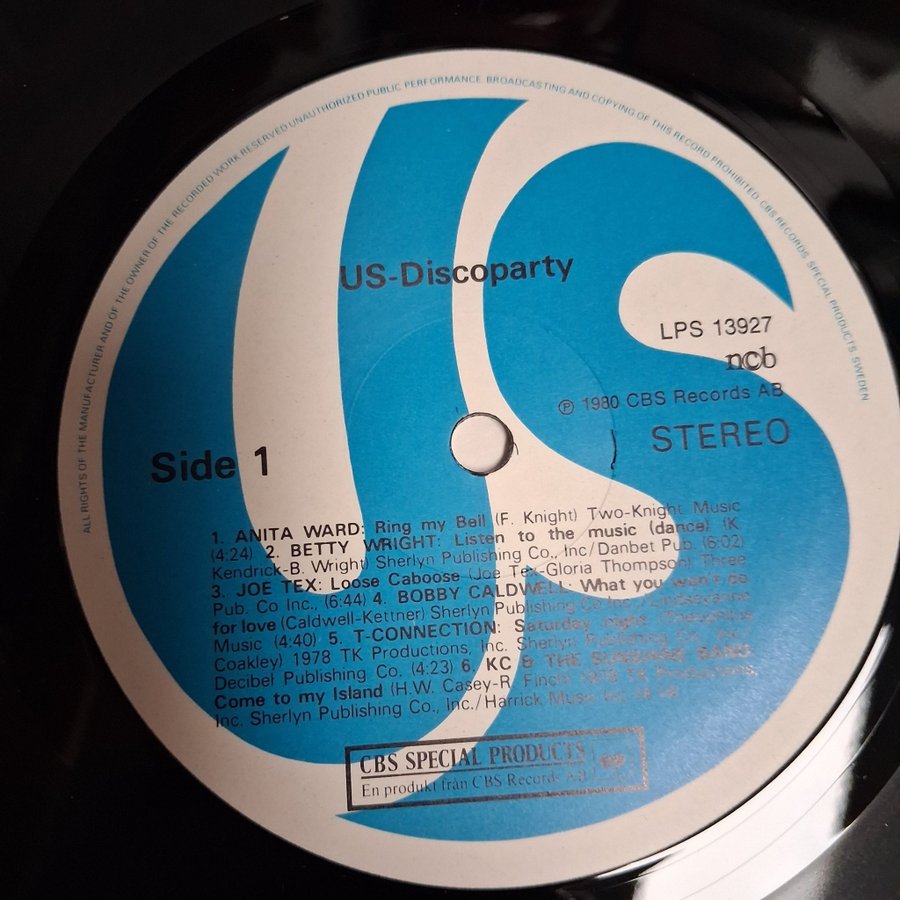 ALL RIGHTS OF THE MANUFACTURER AND OF THE OWNER OF THE RECORDED WORK RESERVED UNAUTHORIZED PUBLIC PERFORMANCE BROADCASTING AND COPYING OF THIS RECORD PROHIBITED CBS RECORDS SPECIAL PRODUCTS SWEDEN
US
US-Discoparty
LPS 13927
ncb
℗ 1980 CBS Records AB
STEREO
Side 1
1. ANITA WARD: Ring my Bell (F. Knight) Two-Knight Music
(4:24) 2. BETTY WRIGHT: Listen to the music (dance) (K
Kendrick-B. Wright) Sherlyn Publishing Co., Inc/Danbet Pub. (6:02)
3. JOE TEX: Loose Caboose (Joe Tex-Gloria Thompson) Three
Pub. Co Inc., (6:44) 4. BOBBY CALDWELL: What you won't do
for love (Caldwell-Kettner) Sherlyn Publishing Co Inc., Lindseyanne
Music (4:40) 5. T-CONNECTION: Saturday night (Theophilus
Coakley) 1978 TK Productions, Inc. Sherlyn Publishing Co., Inc/
Decibel Publishing Co. (4:23) 6. KC & THE SUNSHINE BAND:
Come to my Island (H.W. Casey-R. Finch) 1978 TK Productions,
Inc. Sherlyn Publishing Co., Inc./Harrick Music Inc.
CBS SPECIAL PRODUCTS
En produkt från CBS Records AB